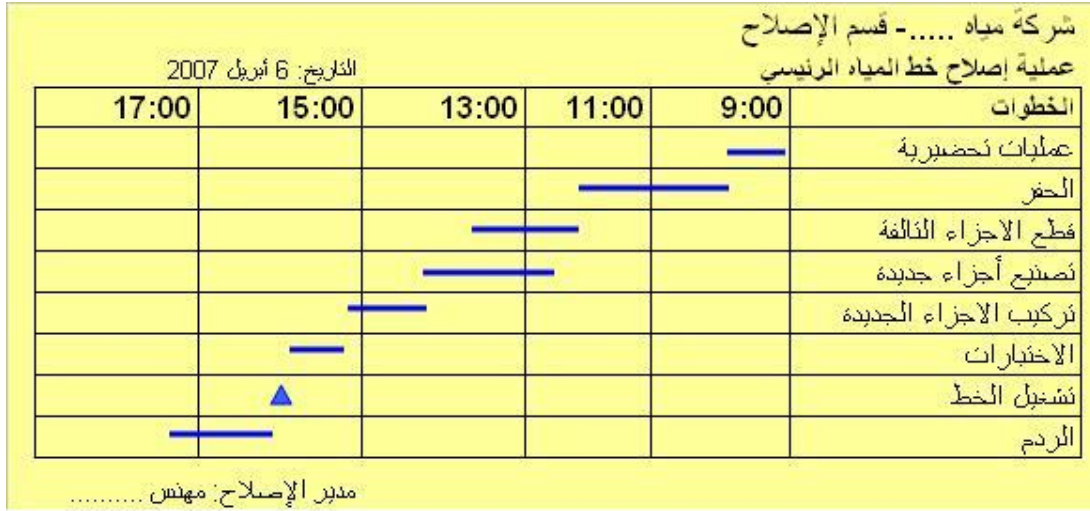 شركة مياه .....- قسم الإصلاح
عملية إصلاح خط المياه الرئيسي
التاريخ: 6 أبريل 2007
الخطوات 9:00 11:00 13:00 15:00 17:00
عمليات تحضيرية
الحفر
قطع الاجزاء التالفة
تصنيع أجزاء جديدة
تركيب الاجزاء الجديدة
الاختبارات
تشغيل الخط
الردم
مدير الإصلاح: مهنس ..........